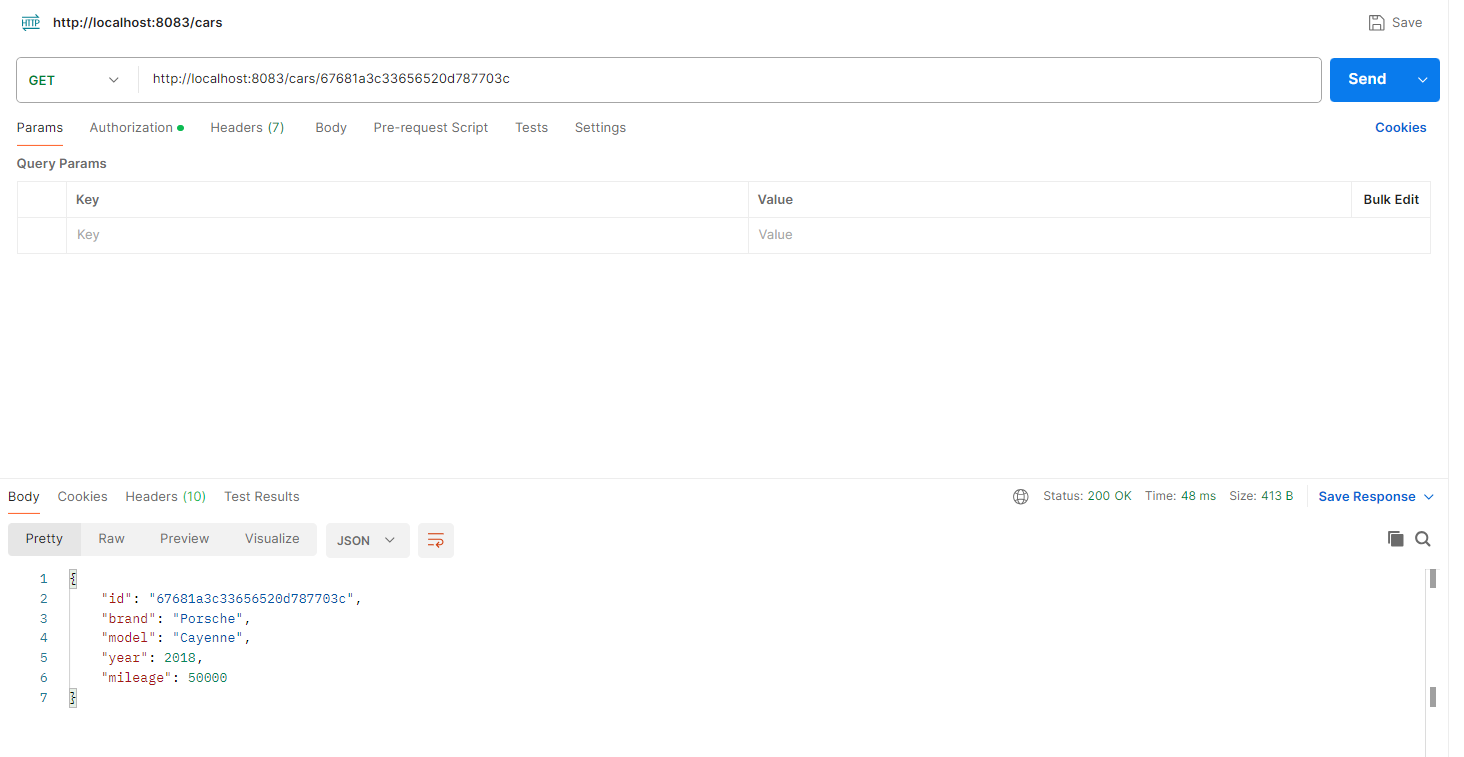 HTTP http://localhost:8083/cars Save
GET http://localhost:8083/cars/67681a3c33656520d787703c Send
Params Authorization Headers (7) Body Pre-request Script Tests Settings Cookies
Query Params
Key Value Bulk Edit
Key Value
Body Cookies Headers (10) Test Results Status: 200 OK Time: 48 ms Size: 413 B Save Response
Pretty Raw Preview Visualize JSON
1 {
2 "id": "67681a3c33656520d787703c",
3 "brand": "Porsche",
4 "model": "Cayenne",
5 "year": 2018,
6 "mileage": 50000
7 }